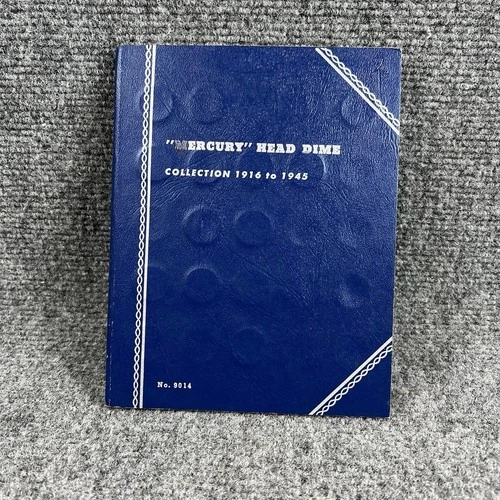 "MERCURY" HEAD DIME
COLLECTION 1916 to 1945
No. 9014